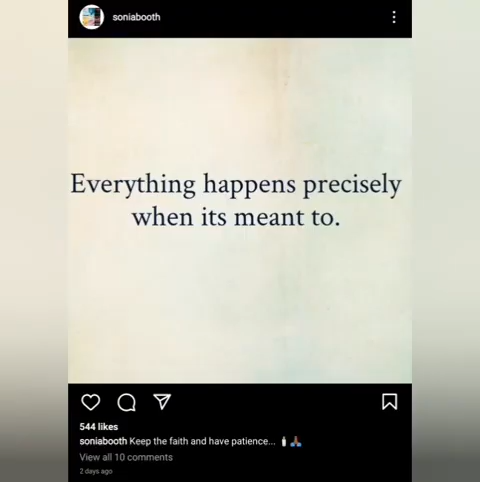 soniabooth
Everything happens precisely
when its meant to.
544 likes
soniabooth Keep the faith and have patience...🕯️🙏🏾
View all 10 comments
2 days ago